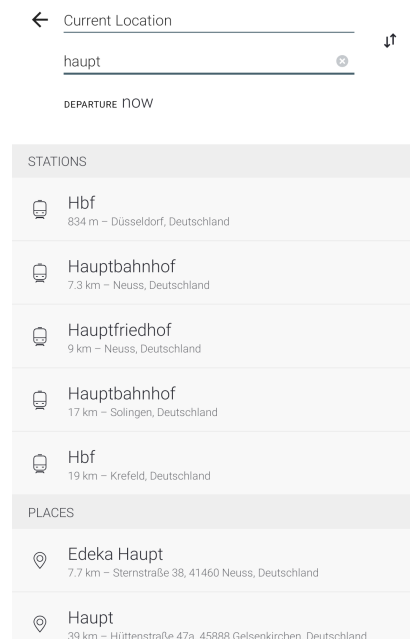 Current Location
haupt
DEPARTURE now
STATIONS
Hbf
834 m – Düsseldorf, Deutschland
Hauptbahnhof
7.3 km – Neuss, Deutschland
Hauptfriedhof
9 km – Neuss, Deutschland
Hauptbahnhof
17 km – Solingen, Deutschland
Hbf
19 km – Krefeld, Deutschland
PLACES
Edeka Haupt
7.7 km – Sternstraße 38, 41460 Neuss, Deutschland
Haupt
39 km – Hüttenstraße 47a, 45888 Gelsenkirchen, Deutschland